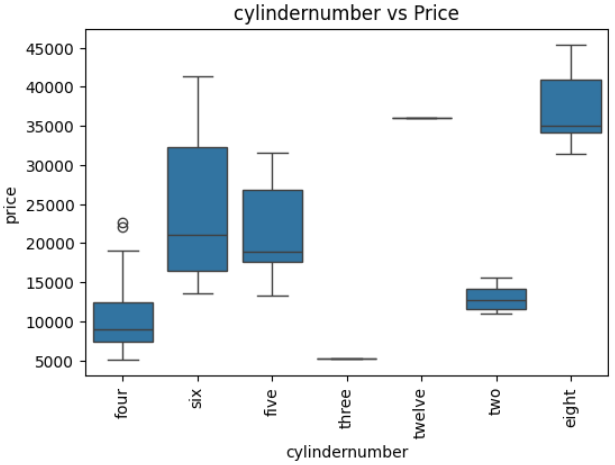 cylindernumber vs Price
45000
40000
35000
30000
25000
20000
15000
10000
5000
price
four
six
five
three
twelve
two
eight
cylindernumber